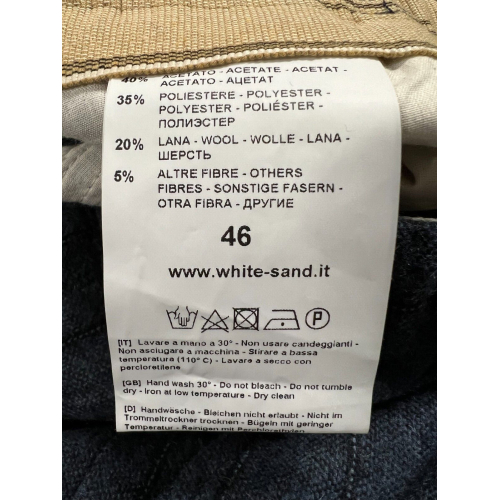 40% ACETATO - ACETATE - ACETAT -
ACETATO - АЦЕТАТ
35% POLIESTERE - POLYESTER -
POLYESTER - POLIÉSTER -
ПОЛИЭСТЕР
20% LANA - WOOL - WOLLE - LANA -
ШЕРСТЬ
5% ALTRE FIBRE - OTHERS
FIBRES - SONSTIGE FASERN -
OTRA FIBRA - ДРУГИЕ
46
www.white-sand.it
P
[IT] Lavare a mano a 30° - Non usare candeggianti -
Non asciugare a macchina - Stirare a bassa
temperatura (110° C) - Lavare a secco con
percloretilene
[GB] Hand wash 30° - Do not bleach - Do not tumble
dry - Iron at low temperature - Dry clean
[D] Handwäsche - Bleichen nicht erlaubt - Nicht im
Trommeltrockner trocknen - Bügeln mit geringer
Temperatur - Reinigen mit Perchlorethylen